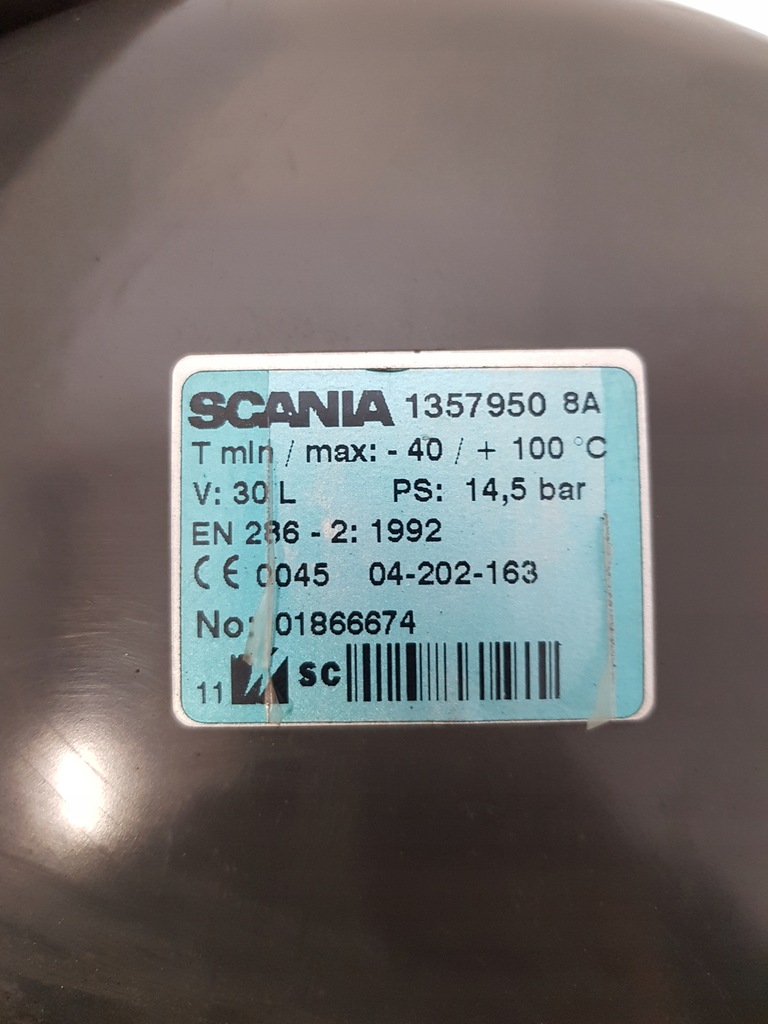 SCANIA 1357950 8A
T min / max: - 40 / + 100 °C
V: 30 L PS: 14,5 bar
EN 286 - 2: 1992
CE 0045 04-202-163
No: 01866674
11 SC